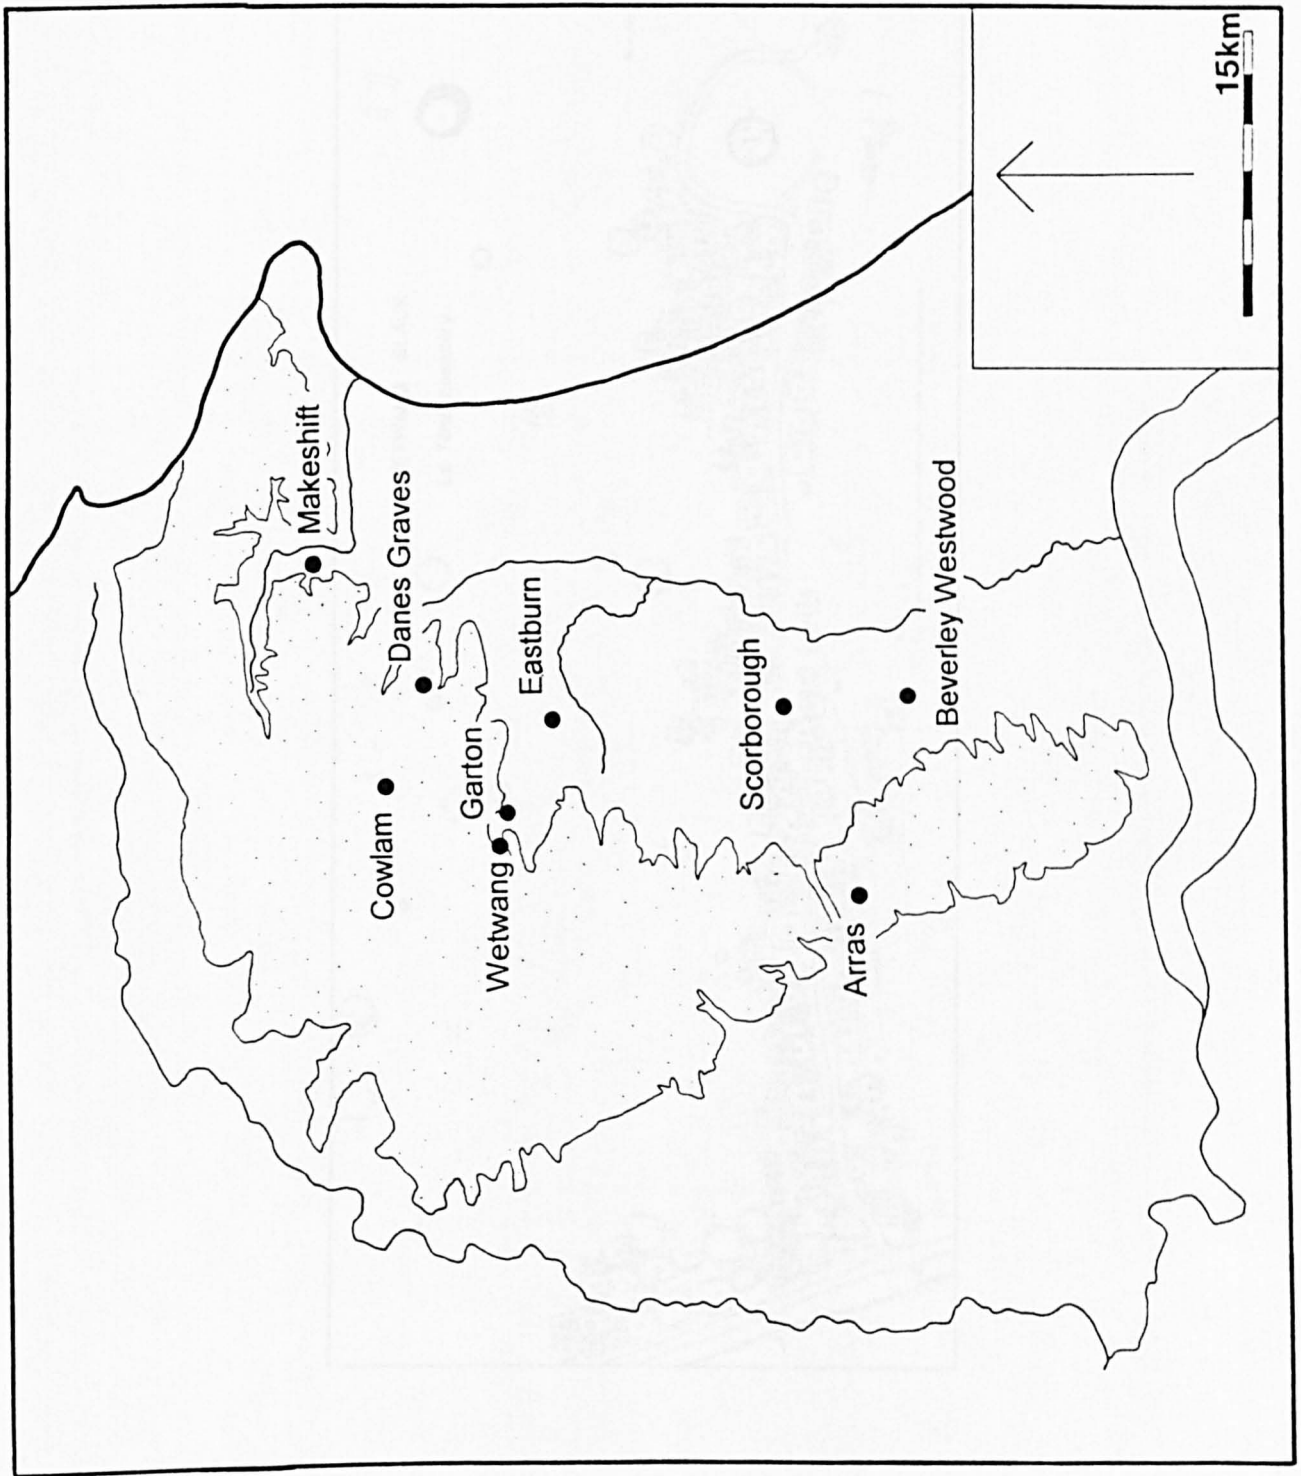 Makeshift
Danes Graves
Cowlam
Garton
Eastburn
Wetwang
Scorborough
Beverley Westwood
Arras
15km